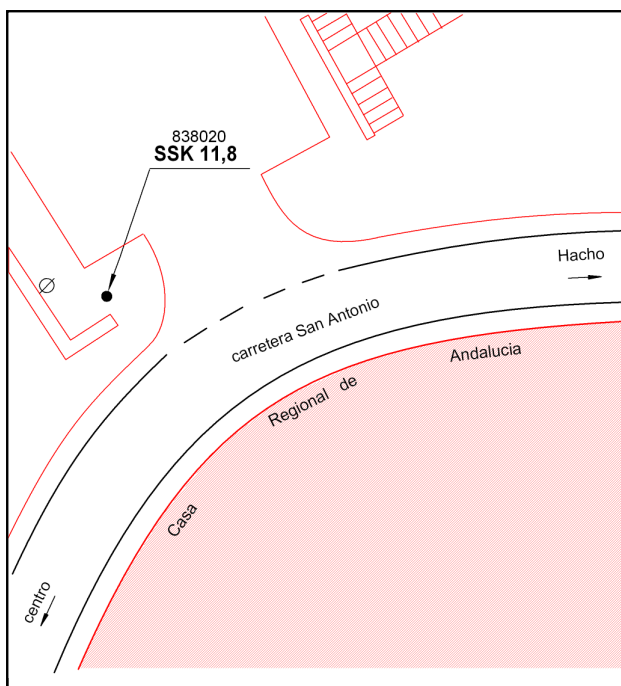 838020
SSK 11,8
Hacho
carretera San Antonio
Casa Regional de Andalucia
centro